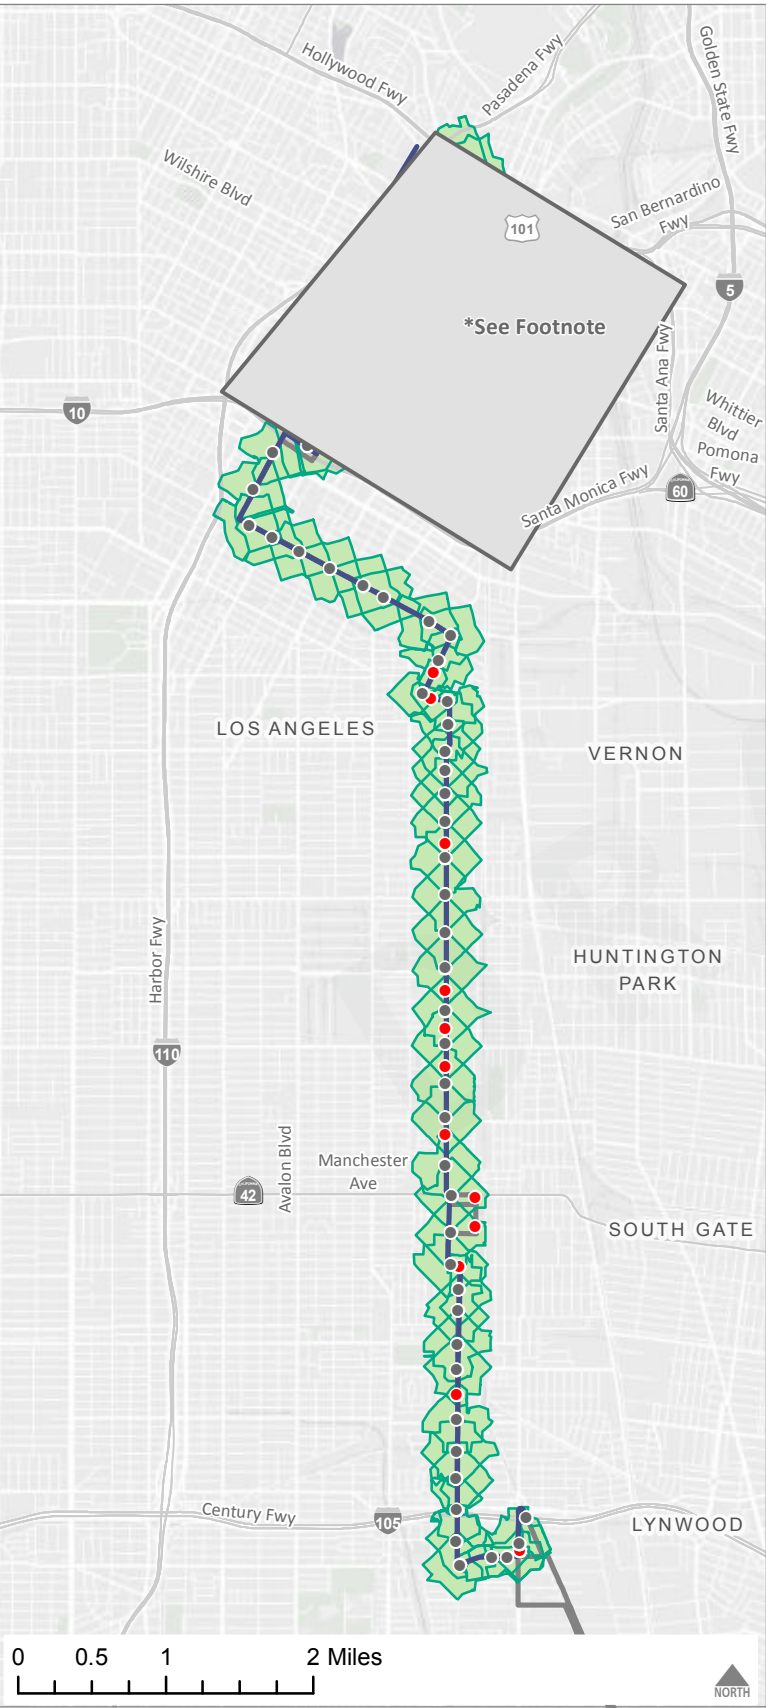 Hollywood Fwy
Pasadena Fwy
Golden State Fwy
Wilshire Blvd
San Bernardino
Fwy
101
5
*See Footnote
Santa Ana Fwy
10
Whittier
Blvd
Pomona
Fwy
Santa Monica Fwy
60
LOS ANGELES
VERNON
Harbor Fwy
HUNTINGTON
PARK
110
Avalon Blvd
Manchester
Ave
42
SOUTH GATE
Century Fwy
105
LYNWOOD
0 0.5 1 2 Miles
NORTH